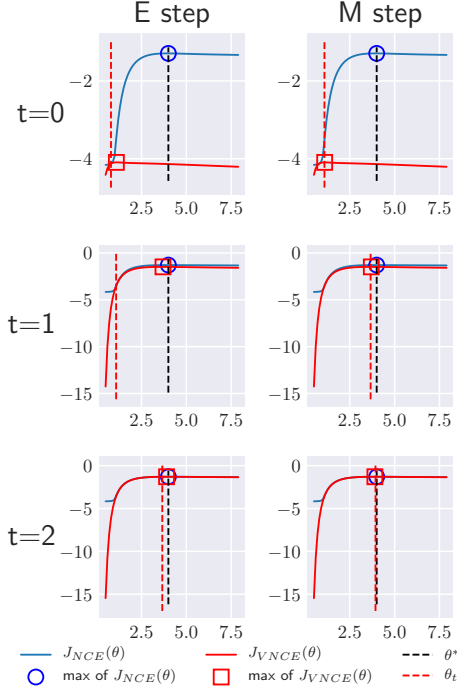 E step M step
−2 −2
t=0
−4 −4
2.5 5.0 7.5 2.5 5.0 7.5
0 0
−5 −5
t=1
−10 −10
−15 −15
2.5 5.0 7.5 2.5 5.0 7.5
0 0
−5 −5
t=2
−10 −10
−15 −15
2.5 5.0 7.5 2.5 5.0 7.5
J_{NCE}(θ) J_{VNCE}(θ) θ*
max of J_{NCE}(θ) max of J_{VNCE}(θ) θ_t